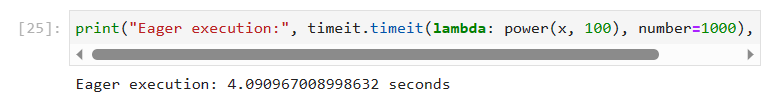 [25]: print("Eager execution:", timeit.timeit(lambda: power(x, 100), number=1000),
Eager execution: 4.090967008998632 seconds